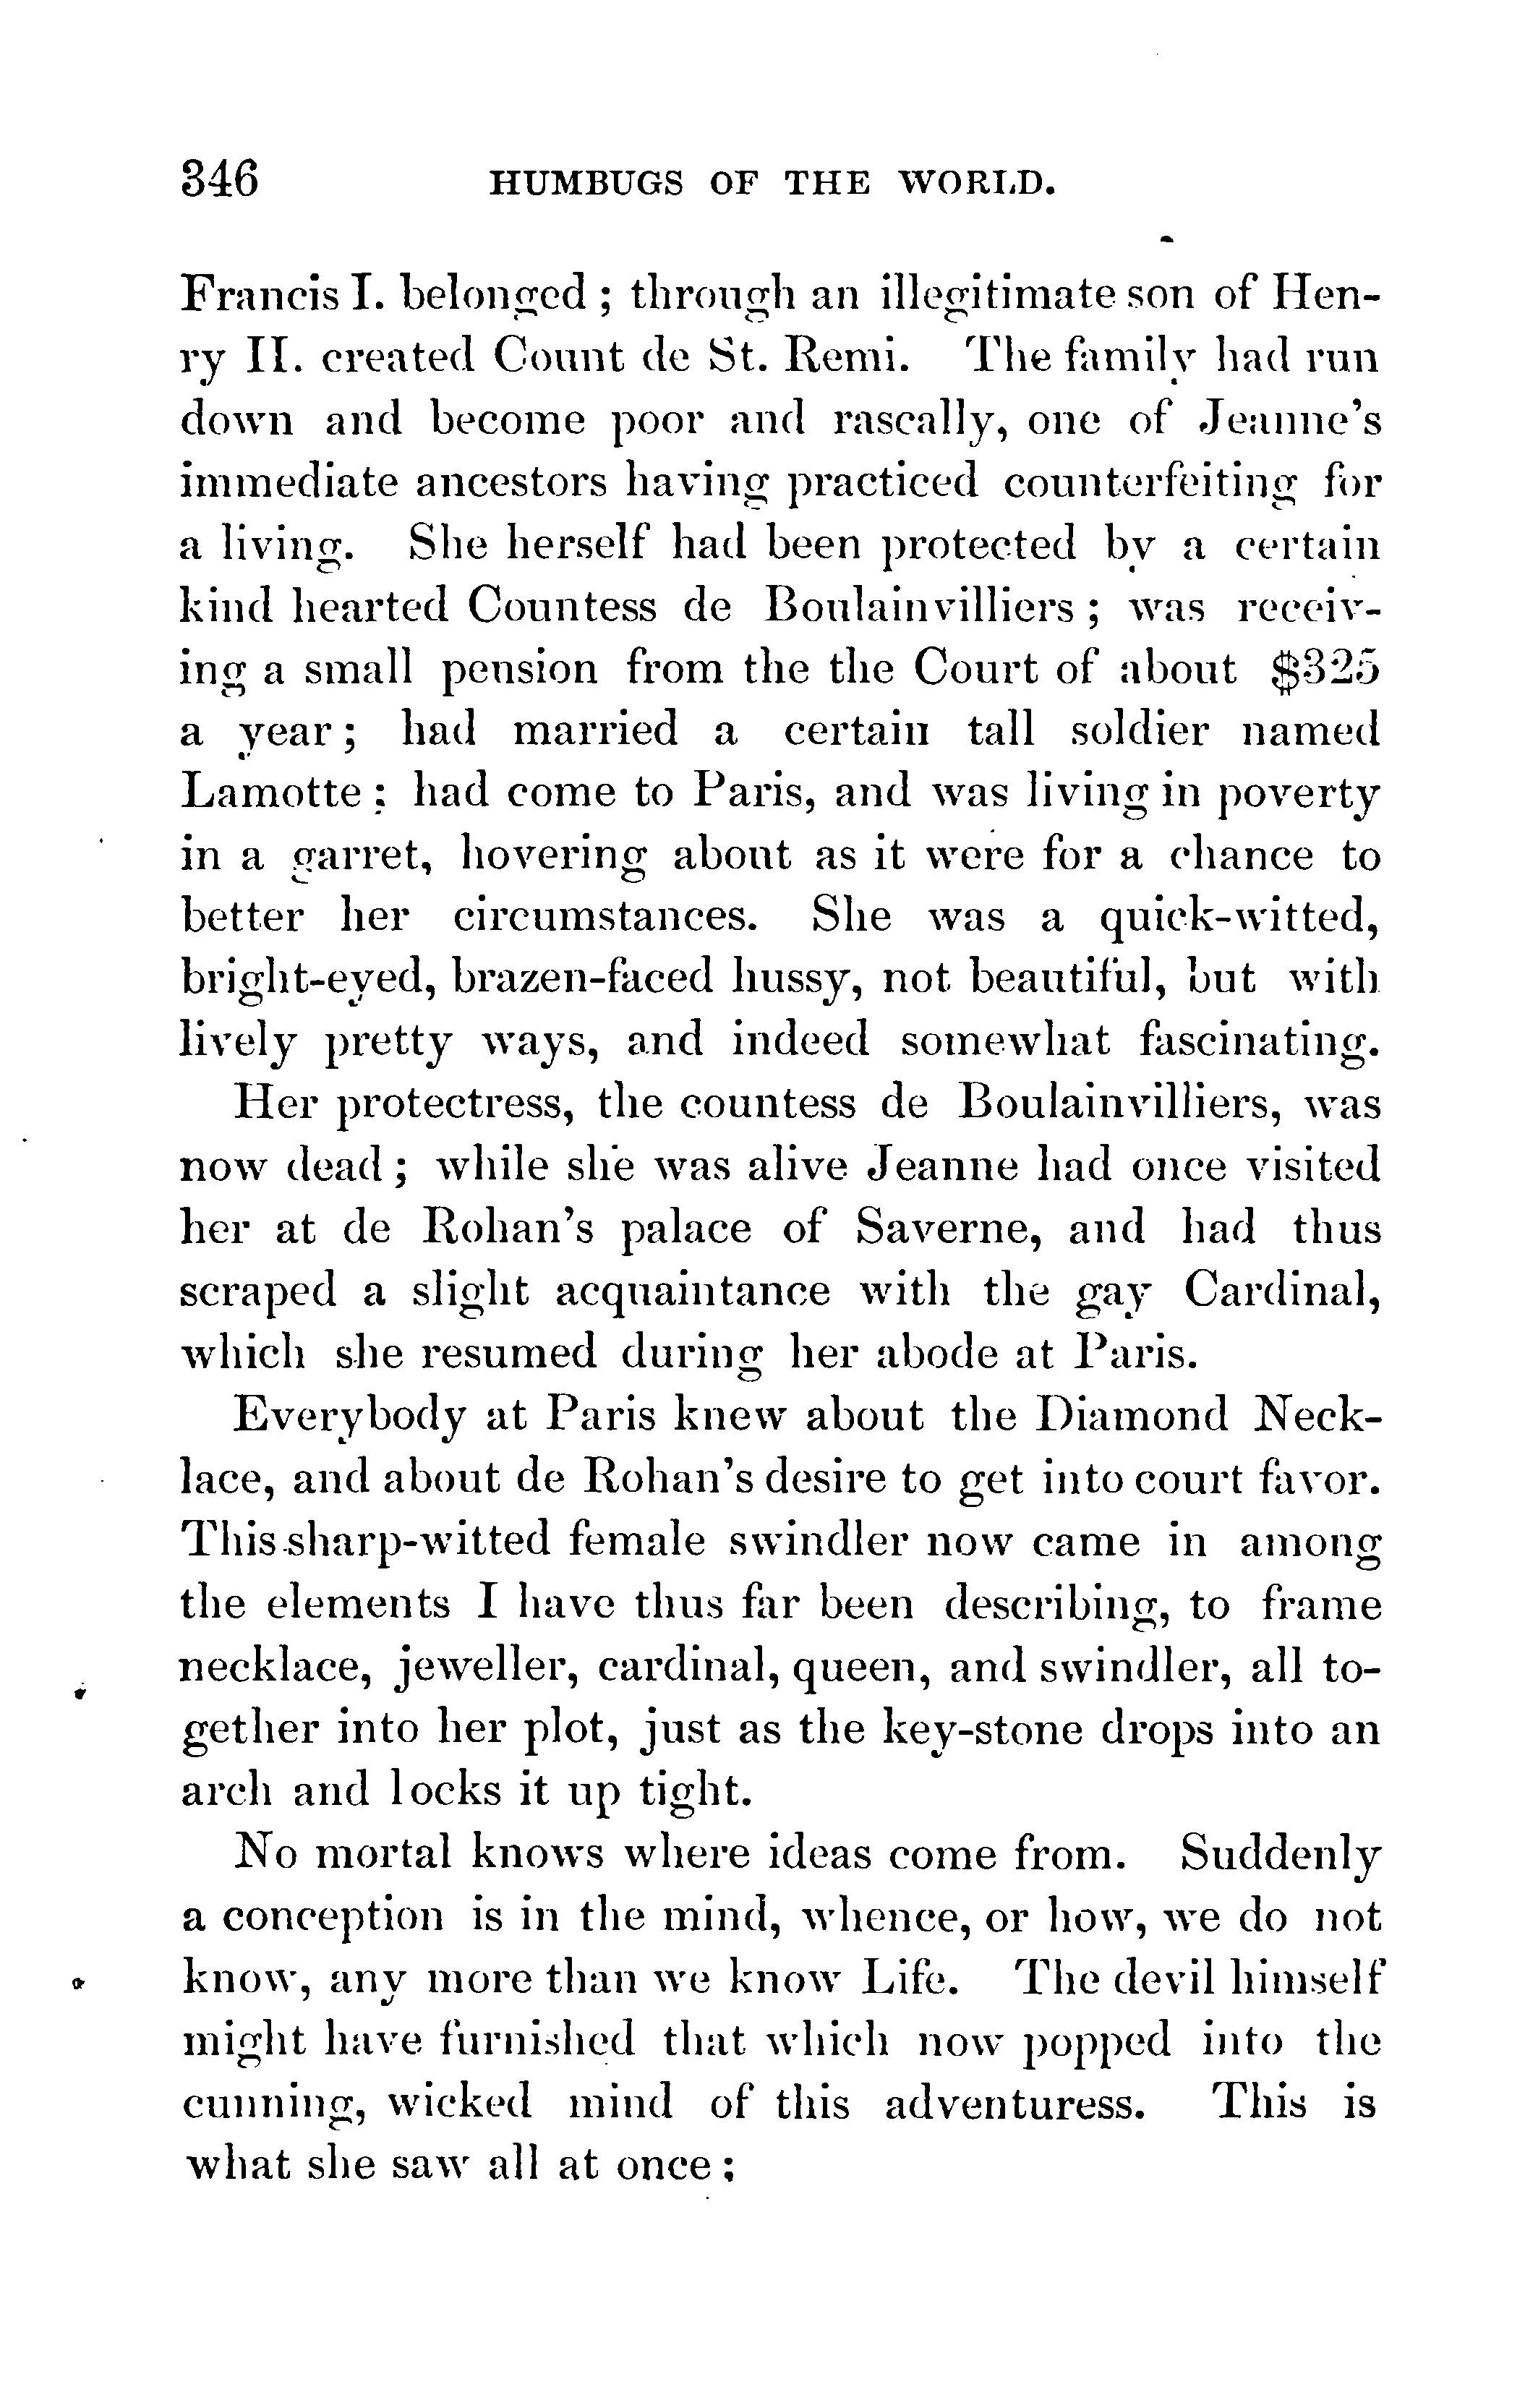 346 HUMBUGS OF THE WORLD.
Francis I. belonged ; through an illegitimate son of Hen-
ry II. created Count de St. Remi. The family had run
down and become poor and rascally, one of Jeanne's
immediate ancestors having practiced counterfeiting for
a living. She herself had been protected by a certain
kind hearted Countess de Boulainvilliers ; was receiv-
ing a small pension from the the Court of about $325
a year ; had married a certain tall soldier named
Lamotte ; had come to Paris, and was living in poverty
in a garret, hovering about as it were for a chance to
better her circumstances. She was a quick-witted,
bright-eyed, brazen-faced hussy, not beautiful, but with
lively pretty ways, and indeed somewhat fascinating.
Her protectress, the countess de Boulainvilliers, was
now dead ; while she was alive Jeanne had once visited
her at de Rohan's palace of Saverne, and had thus
scraped a slight acquaintance with the gay Cardinal,
which she resumed during her abode at Paris.
Everybody at Paris knew about the Diamond Neck-
lace, and about de Rohan's desire to get into court favor.
This sharp-witted female swindler now came in among
the elements I have thus far been describing, to frame
necklace, jeweller, cardinal, queen, and swindler, all to-
gether into her plot, just as the key-stone drops into an
arch and locks it up tight.
No mortal knows where ideas come from. Suddenly
a conception is in the mind, whence, or how, we do not
know, any more than we know Life. The devil himself
might have furnished that which now popped into the
cunning, wicked mind of this adventuress. This is
what she saw all at once ;